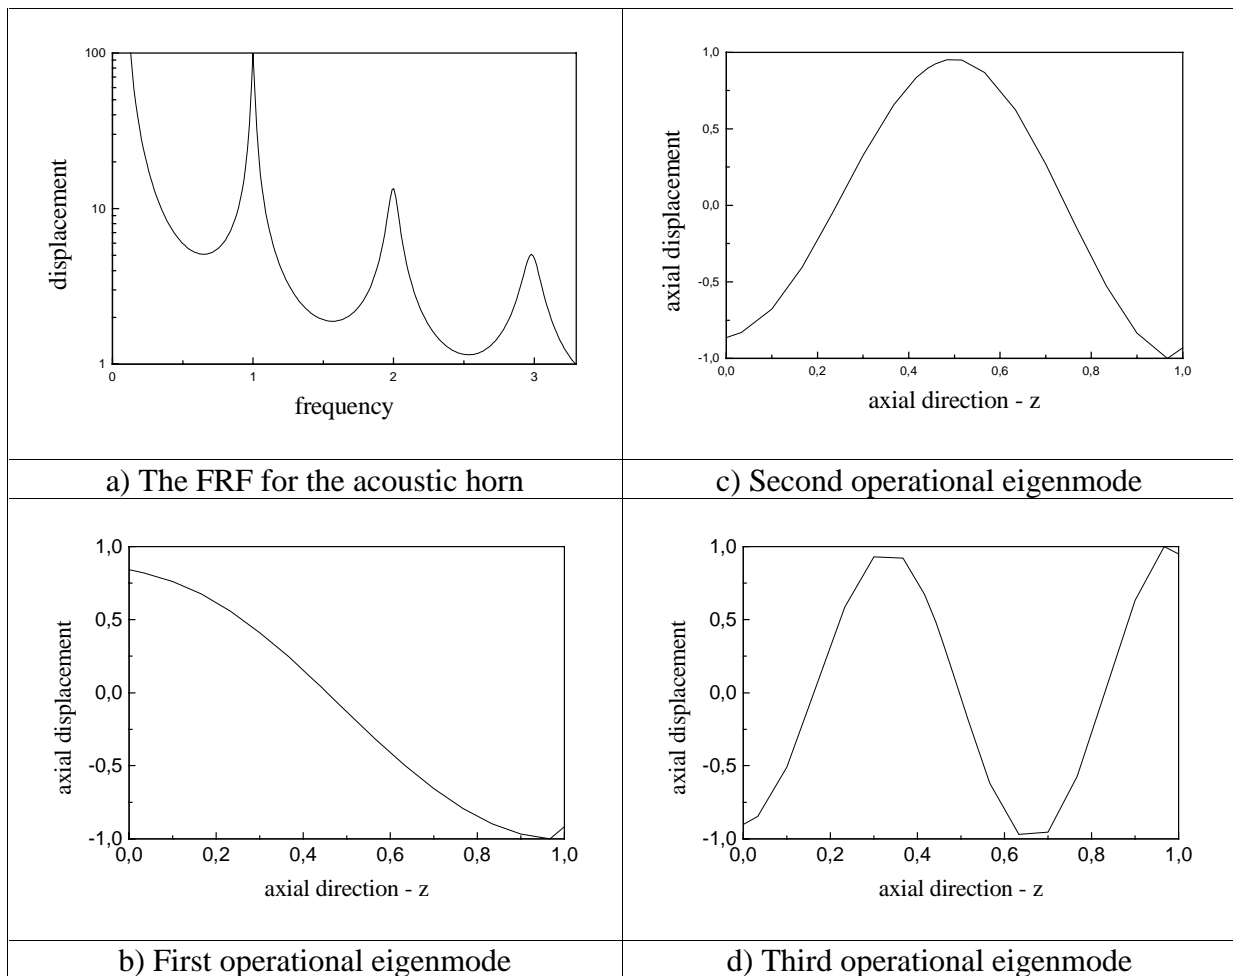 100
10
1
0 1 2 3
displacement
frequency
a) The FRF for the acoustic horn
1,0
0,5
0,0
-0,5
-1,0
0,0 0,2 0,4 0,6 0,8 1,0
axial displacement
axial direction - z
c) Second operational eigenmode
1,0
0,5
0,0
-0,5
-1,0
0,0 0,2 0,4 0,6 0,8 1,0
axial displacement
axial direction - z
b) First operational eigenmode
1,0
0,5
0,0
-0,5
-1,0
0,0 0,2 0,4 0,6 0,8 1,0
axial displacement
axial direction - z
d) Third operational eigenmode